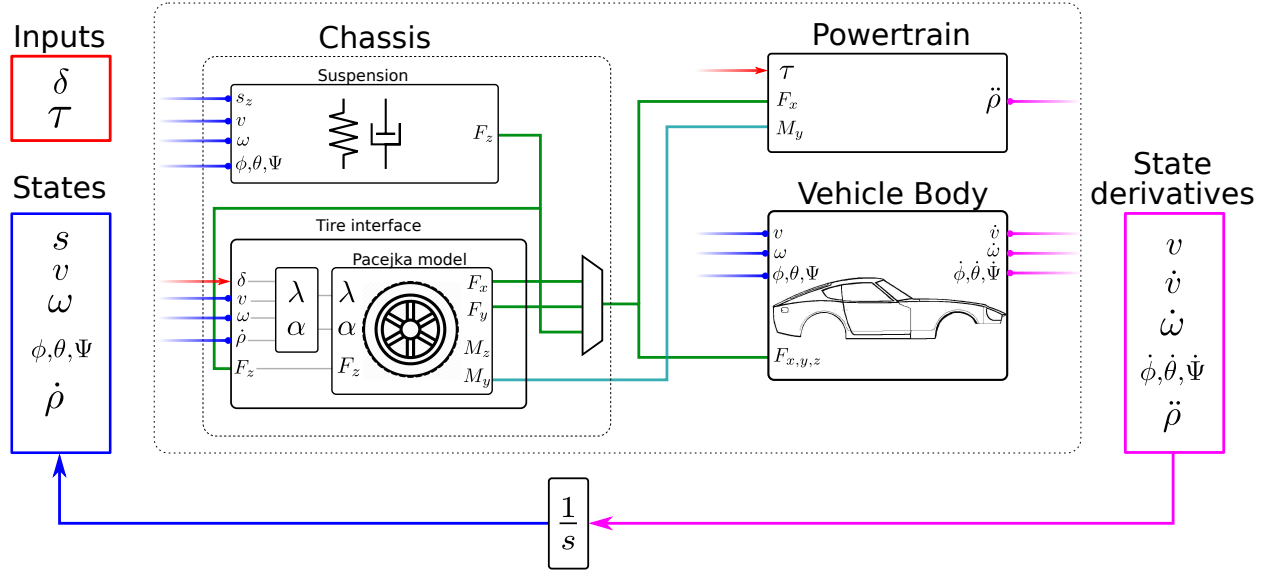 Inputs
δ
τ
States
s
v
ω
ϕ,θ,Ψ
ρ̇
Chassis
Suspension
s_z
v
ω
ϕ,θ,Ψ
F_z
Tire interface
δ
v
ω
ρ̇
F_z
λ
α
Pacejka model
λ
α
F_z
F_x
F_y
M_z
M_y
Powertrain
τ
F_x
M_y
ρ̈
Vehicle Body
v
ω
ϕ,θ,Ψ
F_{x,y,z}
v̇
ω̇
ϕ̇,θ̇,Ψ̇
State
derivatives
v
v̇
ω̇
ϕ̇,θ̇,Ψ̇
ρ̈
1
s